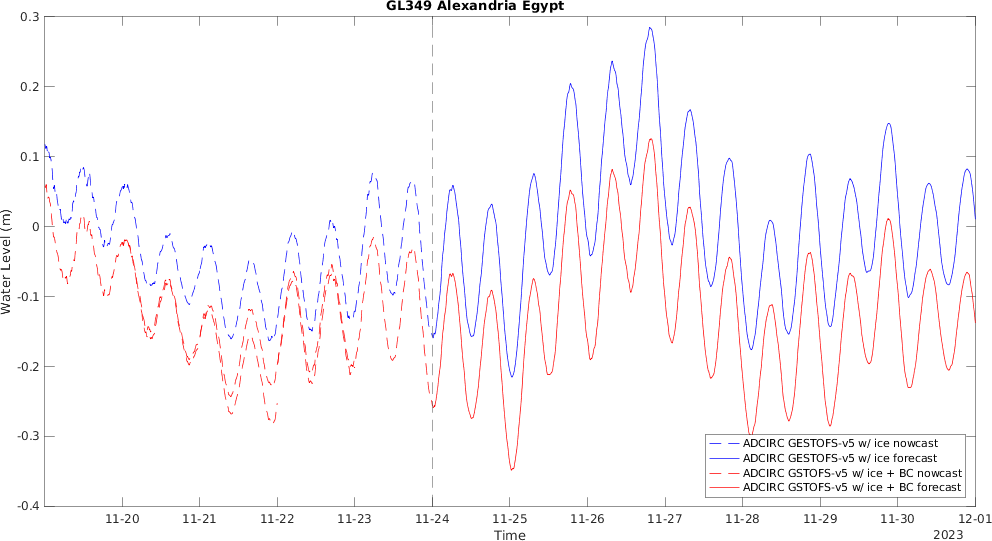 GL349 Alexandria Egypt
0.3
0.2
0.1
0
-0.1
-0.2
-0.3
-0.4
Water Level (m)
ADCIRC GESTOFS-v5 w/ ice nowcast
ADCIRC GESTOFS-v5 w/ ice forecast
ADCIRC GSTOFS-v5 w/ ice + BC nowcast
ADCIRC GSTOFS-v5 w/ ice + BC forecast
11-20 11-21 11-22 11-23 11-24 11-25 11-26 11-27 11-28 11-29 11-30 12-01
Time
2023